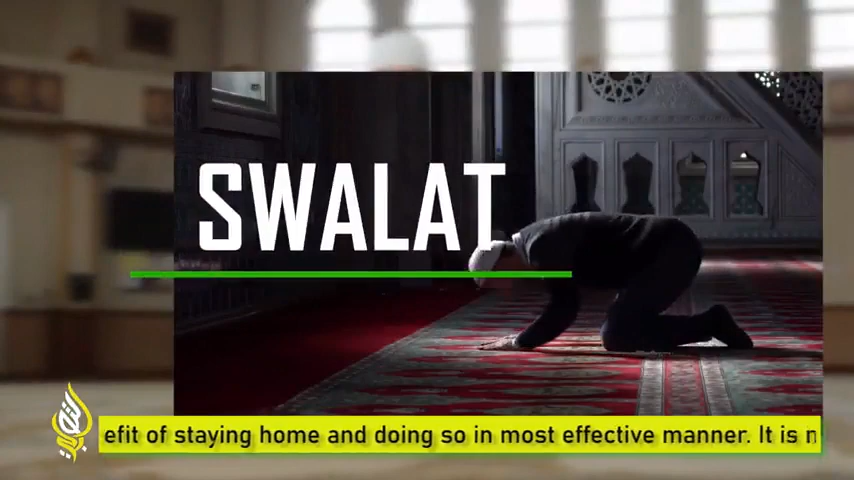 SWALAT
efit of staying home and doing so in most effective manner. It is